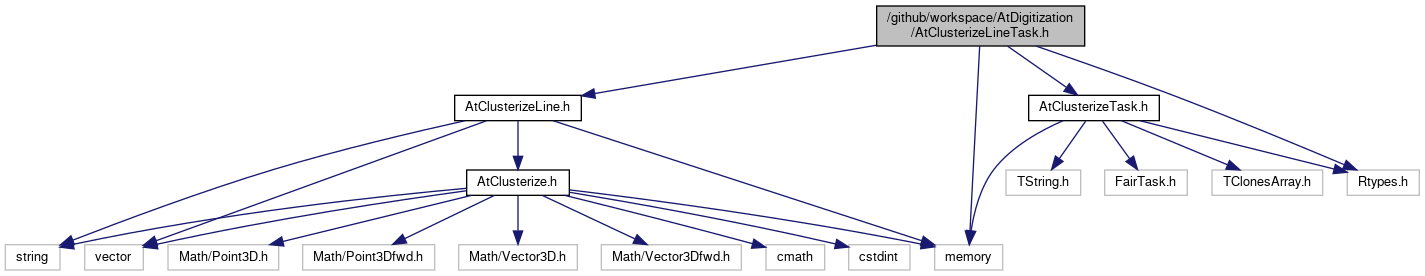 /github/workspace/AtDigitization
/AtClusterizeLineTask.h
AtClusterizeLine.h
AtClusterizeTask.h
AtClusterize.h
TString.h
FairTask.h
TClonesArray.h
Rtypes.h
string
vector
Math/Point3D.h
Math/Point3Dfwd.h
Math/Vector3D.h
Math/Vector3Dfwd.h
cmath
cstdint
memory